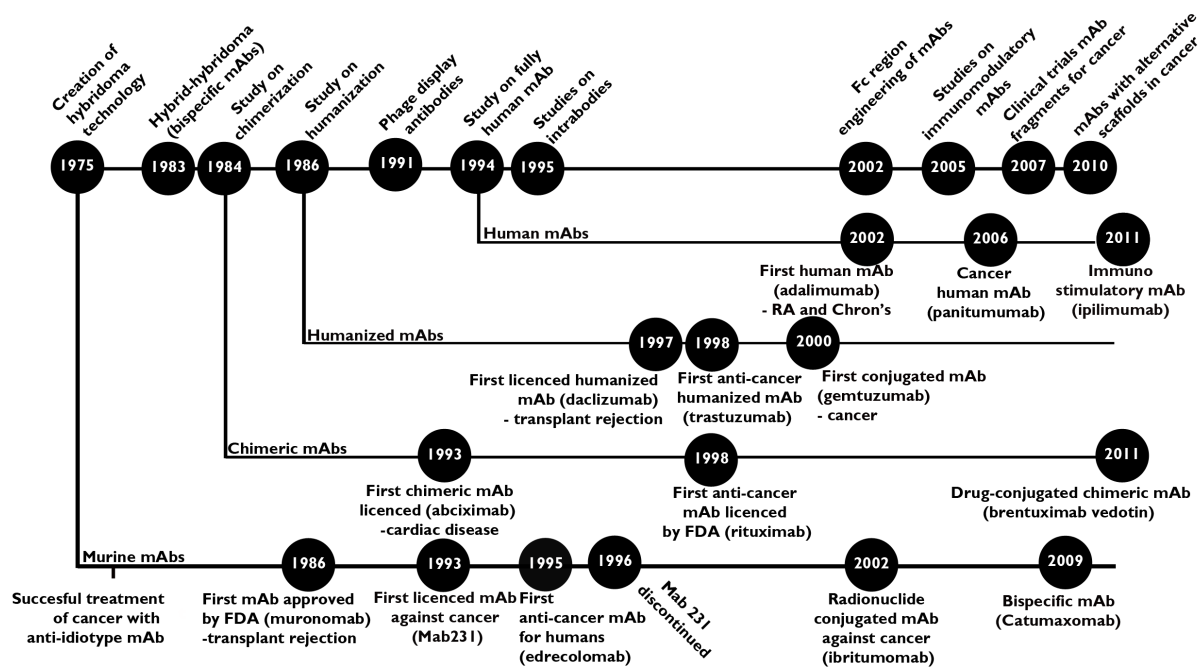 Creation of
hybridoma
technology
Hybrid-hybridoma
(bispecific mAbs)
Study on
chimerization
Study on
humanization
Phage display
antibodies
Study on fully
human mAb
Studies on
intrabodies
Fc region
engineering of mAbs
Studies on
immunomodulatory
mAbs
Clinical trials mAb
fragments for cancer
mAbs with alternative
scaffolds in cancer
1975
1983
1984
1986
1991
1994
1995
2002
2005
2007
2010
Human mAbs
2002
2006
2011
First human mAb
(adalimumab)
- RA and Chron's
Cancer
human mAb
(panitumumab)
Immuno
stimulatory mAb
(ipilimumab)
Humanized mAbs
1997
1998
2000
First licenced humanized
mAb (daclizumab)
- transplant rejection
First anti-cancer
humanized mAb
(trastuzumab)
First conjugated mAb
(gemtuzumab)
- cancer
Chimeric mAbs
1993
1998
2011
First chimeric mAb
licenced (abciximab)
-cardiac disease
First anti-cancer
mAb licenced
by FDA (rituximab)
Drug-conjugated chimeric mAb
(brentuximab vedotin)
Murine mAbs
1986
1993
1995
1996
2002
2009
Succesful treatment
of cancer with
anti-idiotype mAb
First mAb approved
by FDA (muronomab)
-transplant rejection
First licenced mAb
against cancer
(Mab231)
First
anti-cancer mAb
for humans
(edrecolomab)
Mab 231
discontinued
Radionuclide
conjugated mAb
against cancer
(ibritumomab)
Bispecific mAb
(Catumaxomab)